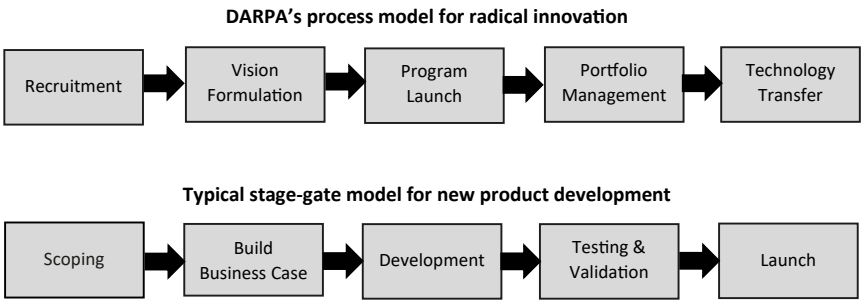 DARPA’s process model for radical innovation
Recruitment
Vision
Formulation
Program
Launch
Portfolio
Management
Technology
Transfer
Typical stage-gate model for new product development
Scoping
Build
Business Case
Development
Testing &
Validation
Launch